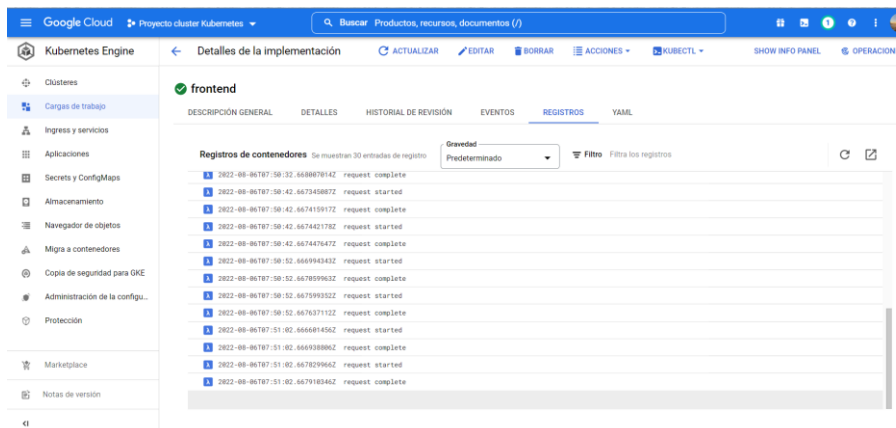 Google Cloud Proyecto cluster Kubernetes Buscar Productos, recursos, documentos (/) 1
Kubernetes Engine Detalles de la implementación ACTUALIZAR EDITAR BORRAR ACCIONES KUBECTL SHOW INFO PANEL OPERACION
Clústeres
Cargas de trabajo
Ingress y servicios
Aplicaciones
Secrets y ConfigMaps
Almacenamiento
Navegador de objetos
Migra a contenedores
Copia de seguridad para GKE
Administración de la configu...
Protección
Marketplace
Notas de versión
frontend
DESCRIPCIÓN GENERAL DETALLES HISTORIAL DE REVISIÓN EVENTOS REGISTROS YAML
Gravedad
Registros de contenedores Se muestran 30 entradas de registro Predeterminado Filtro Filtra los registros
2022-08-06T07:50:32.668007014Z request complete
2022-08-06T07:50:42.667345087Z request started
2022-08-06T07:50:42.667415917Z request complete
2022-08-06T07:50:42.667442178Z request started
2022-08-06T07:50:42.667447647Z request complete
2022-08-06T07:50:52.666994343Z request started
2022-08-06T07:50:52.667059963Z request complete
2022-08-06T07:50:52.667599352Z request started
2022-08-06T07:50:52.667637112Z request complete
2022-08-06T07:51:02.666601456Z request started
2022-08-06T07:51:02.666938806Z request complete
2022-08-06T07:51:02.667829966Z request started
2022-08-06T07:51:02.667910346Z request complete